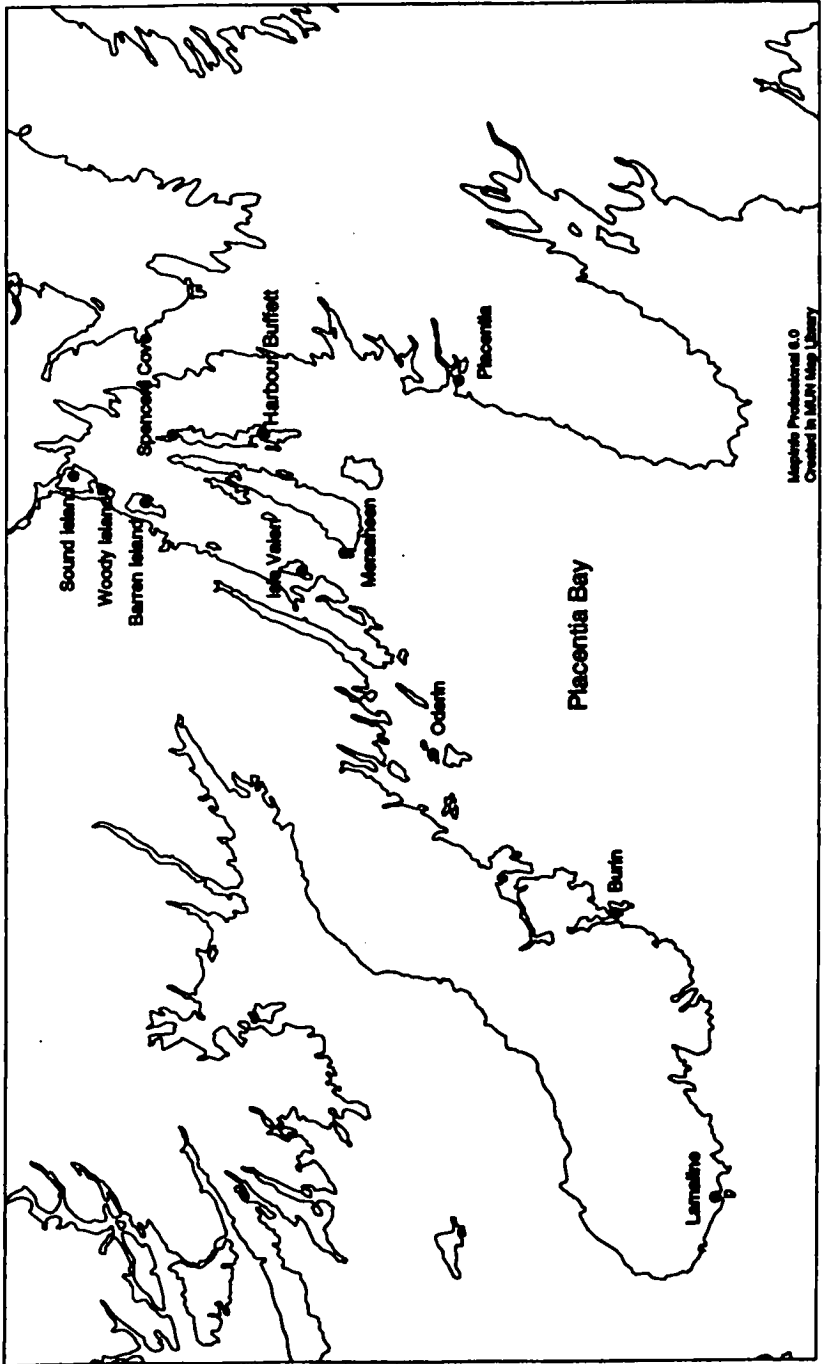 Sound Island
Woody Island
Barren Island
Spencers Cove
Harbour Buffett
Isle Valen
Merasheen
Placentia
Oderin
Placentia Bay
Burin
Lamaline
MapInfo Professional 6.0
Created in MUN Map Library